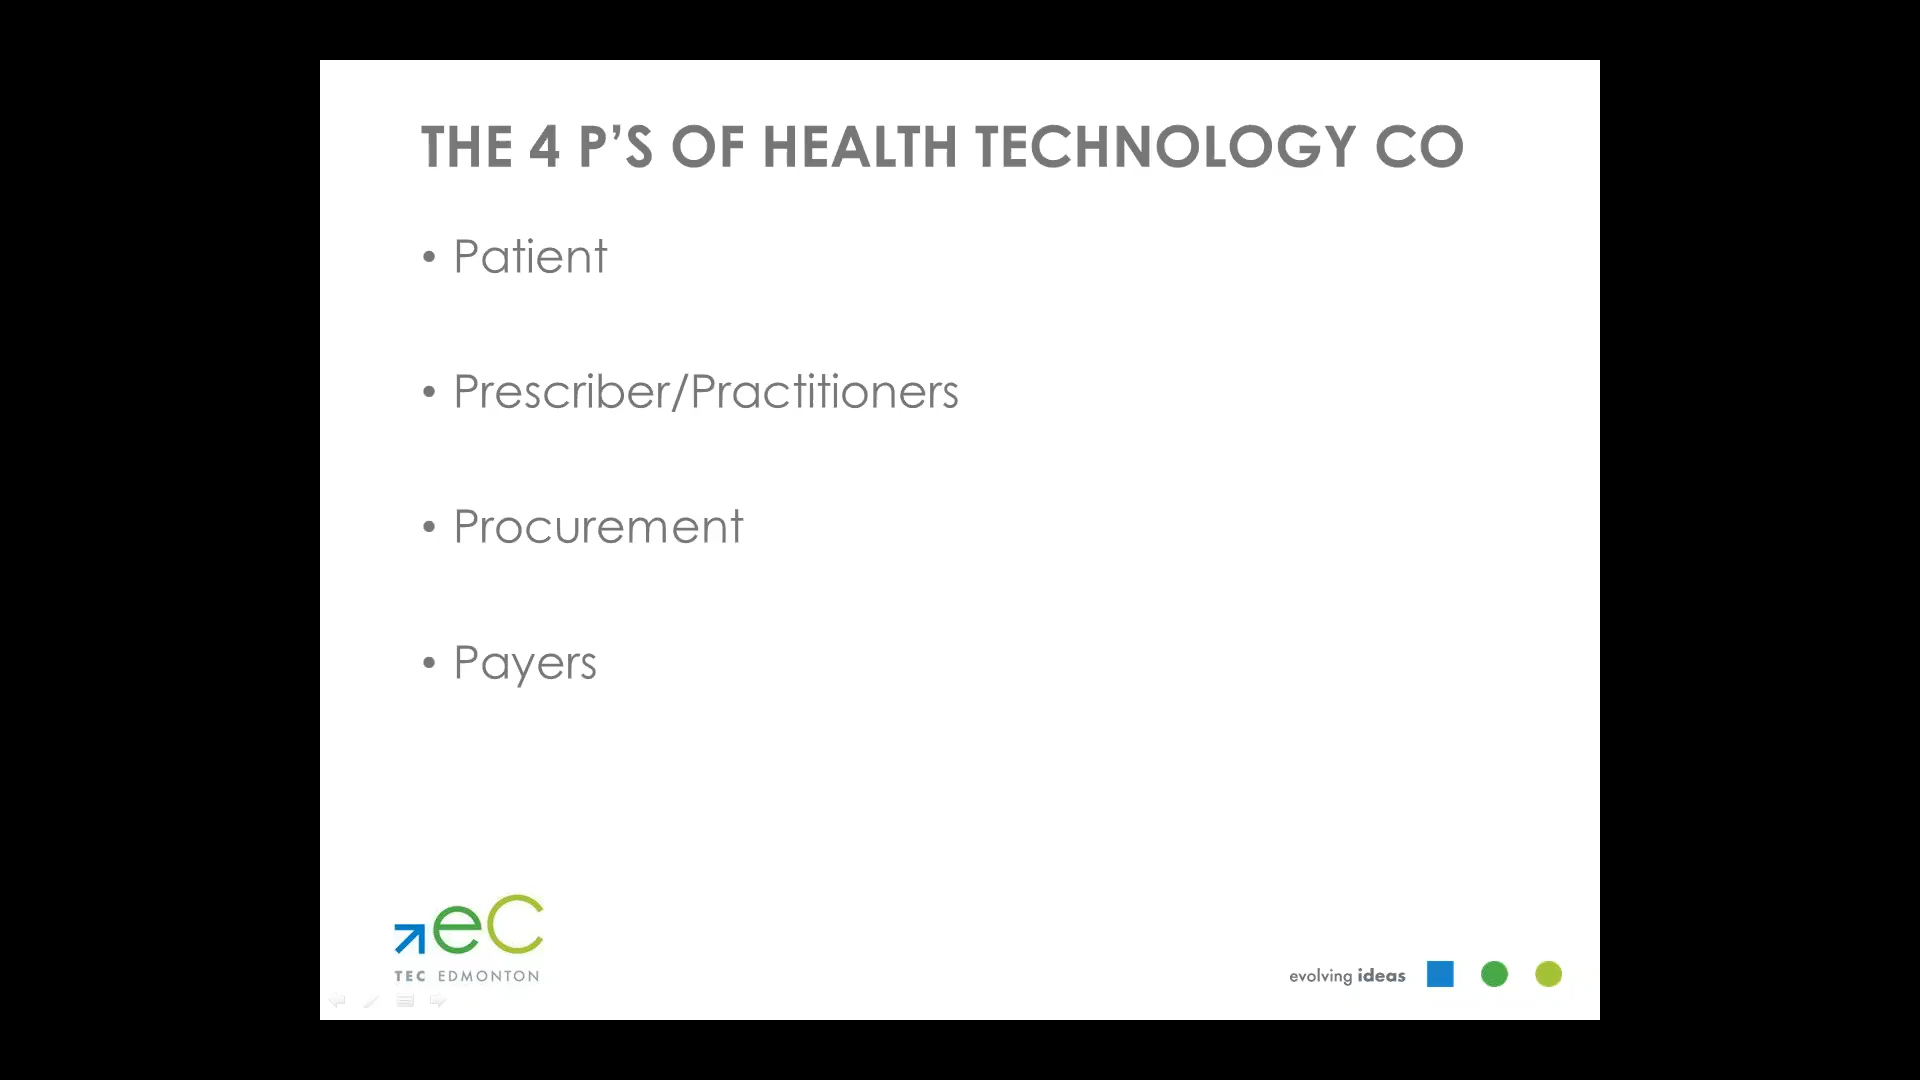 THE 4 P’S OF HEALTH TECHNOLOGY CO
• Patient
• Prescriber/Practitioners
• Procurement
• Payers
eC
TEC EDMONTON
evolving ideas